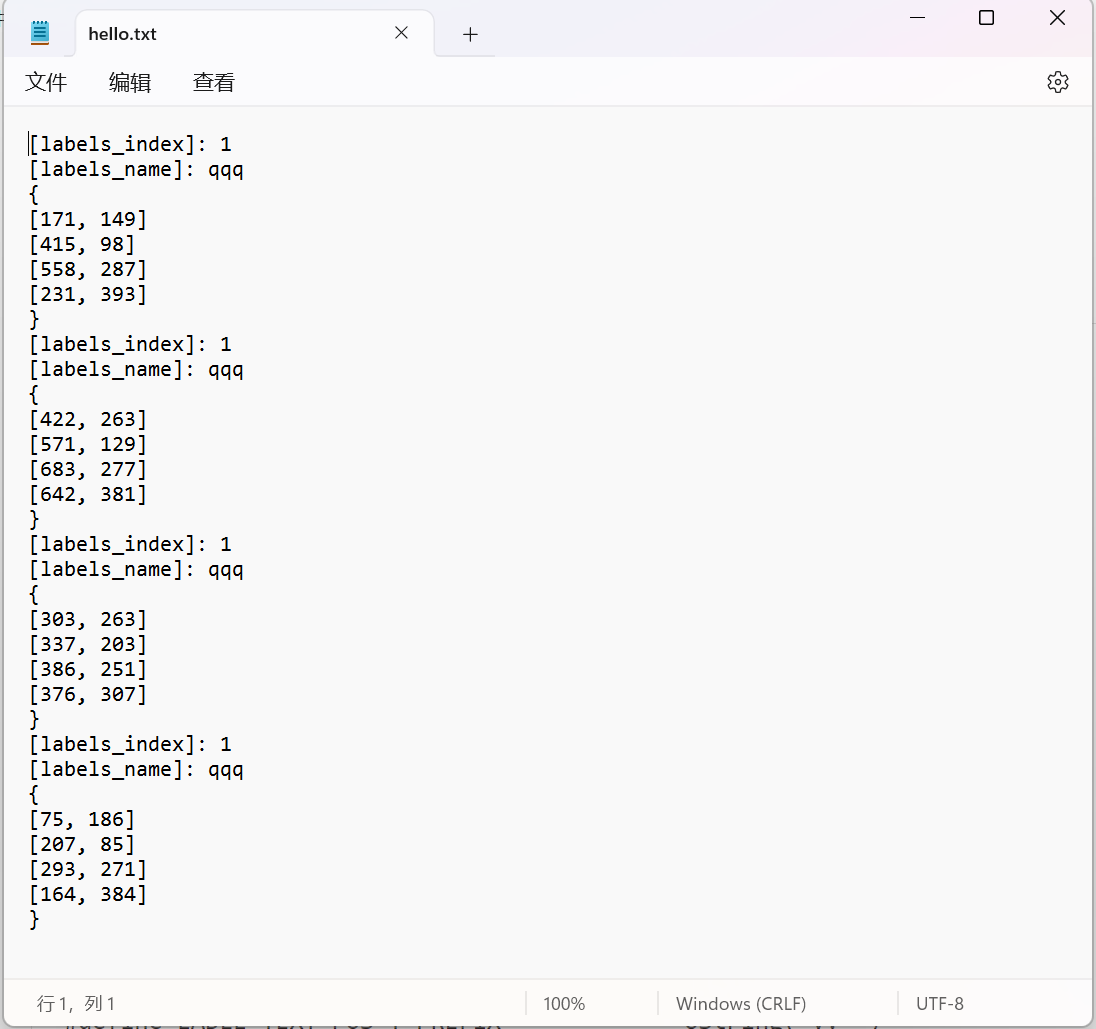 hello.txt
文件 编辑 查看
[labels_index]: 1
[labels_name]: qqq
{
[171, 149]
[415, 98]
[558, 287]
[231, 393]
}
[labels_index]: 1
[labels_name]: qqq
{
[422, 263]
[571, 129]
[683, 277]
[642, 381]
}
[labels_index]: 1
[labels_name]: qqq
{
[303, 263]
[337, 203]
[386, 251]
[376, 307]
}
[labels_index]: 1
[labels_name]: qqq
{
[75, 186]
[207, 85]
[293, 271]
[164, 384]
}
行 1，列 1 100% Windows (CRLF) UTF-8